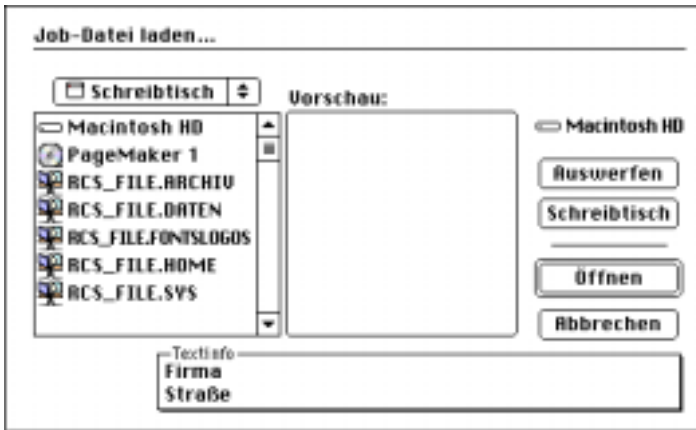 Job-Datei laden...
Schreibtisch
Vorschau:
Macintosh HD
PageMaker 1
RCS_FILE.ARCHIV
RCS_FILE.DATEN
RCS_FILE.FONTSLOGOS
RCS_FILE.HOME
RCS_FILE.SYS
Macintosh HD
Auswerfen
Schreibtisch
Öffnen
Abbrechen
Textinfo
Firma
Straße